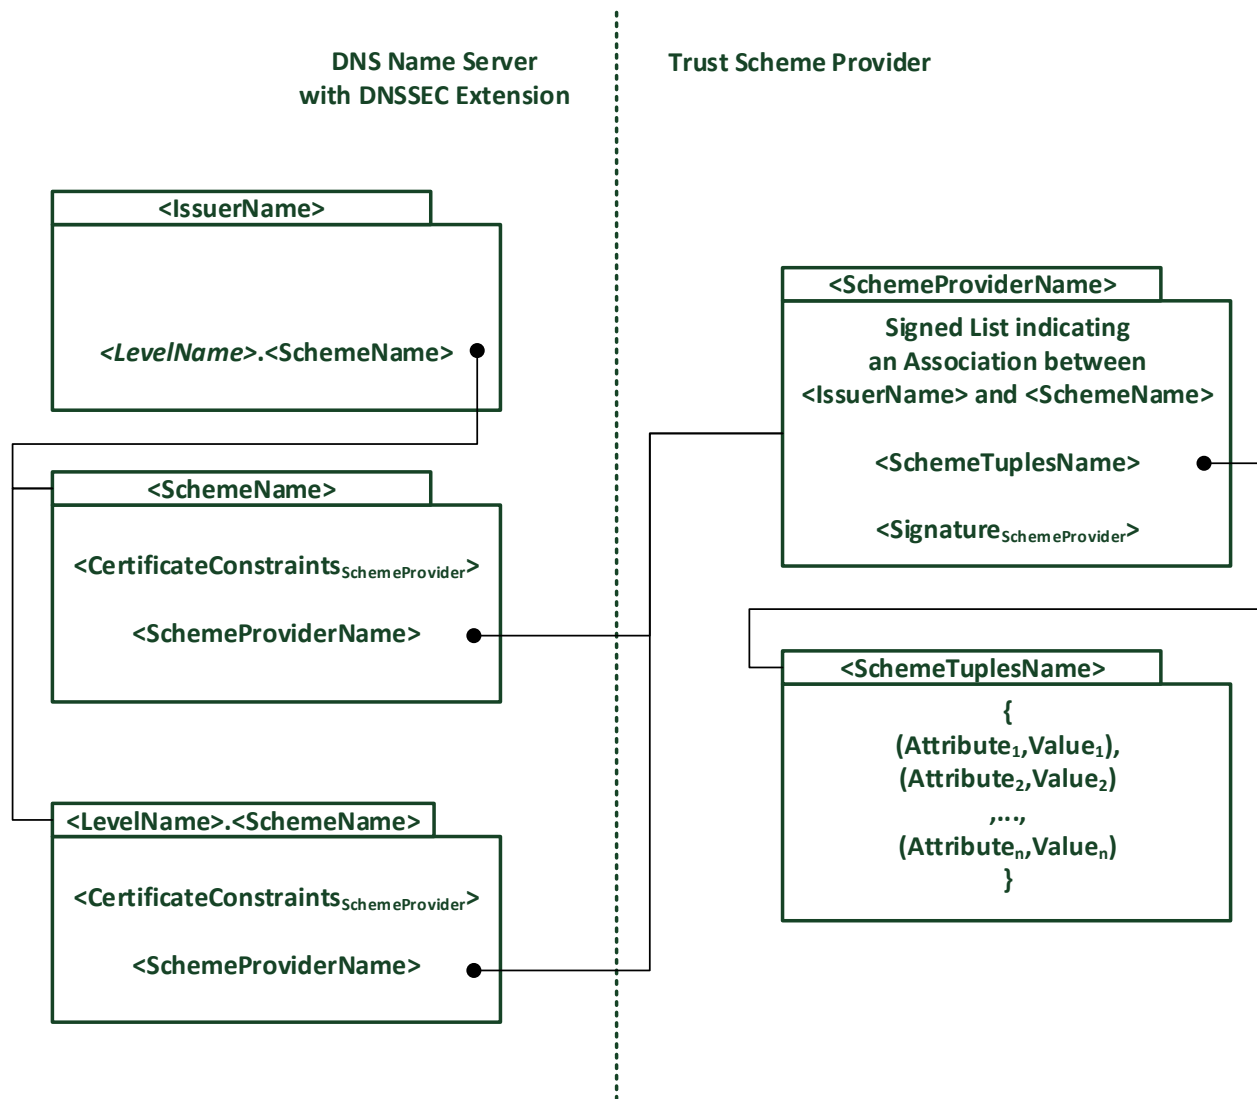 DNS Name Server
with DNSSEC Extension
Trust Scheme Provider
<IssuerName>
<LevelName>.<SchemeName>
<SchemeName>
<CertificateConstraintsSchemeProvider>
<SchemeProviderName>
<LevelName>.<SchemeName>
<CertificateConstraintsSchemeProvider>
<SchemeProviderName>
<SchemeProviderName>
Signed List indicating
an Association between
<IssuerName> and <SchemeName>
<SchemeTuplesName>
<SignatureSchemeProvider>
<SchemeTuplesName>
{
(Attribute1,Value1),
(Attribute2,Value2)
,...,
(Attributen,Valuen)
}